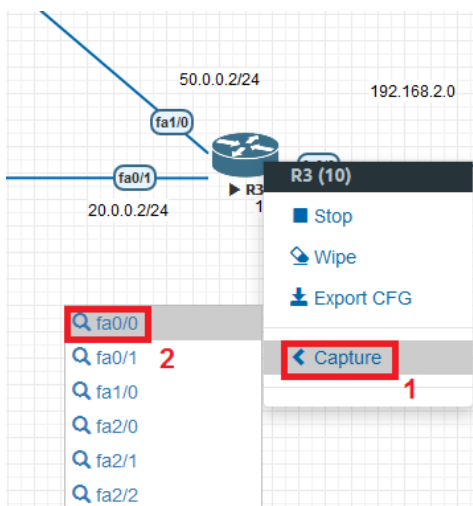 50.0.0.2/24
192.168.2.0
fa1/0
fa0/1
R3
20.0.0.2/24
1
R3 (10)
Stop
Wipe
Export CFG
Capture
1
fa0/0
2
fa0/1
fa1/0
fa2/0
fa2/1
fa2/2